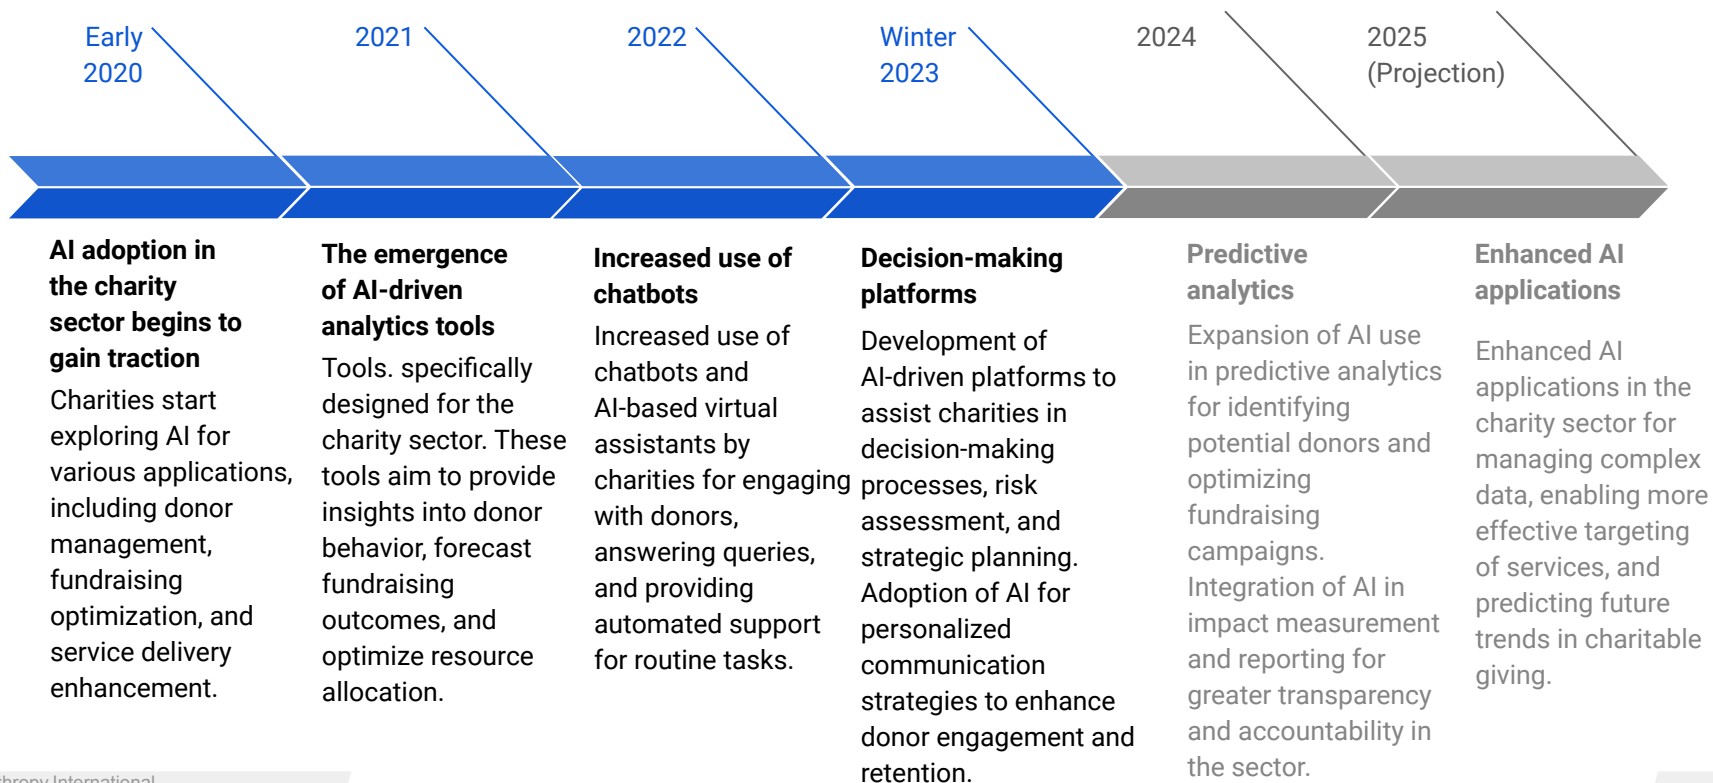 Early
2020
2021
2022
Winter
2023
2024
2025
(Projection)
AI adoption in
the charity
sector begins to
gain traction
Charities start
exploring AI for
various applications,
including donor
management,
fundraising
optimization, and
service delivery
enhancement.
The emergence
of AI-driven
analytics tools
Tools. specifically
designed for the
charity sector. These
tools aim to provide
insights into donor
behavior, forecast
fundraising
outcomes, and
optimize resource
allocation.
Increased use of
chatbots
Increased use of
chatbots and
AI-based virtual
assistants by
charities for engaging
with donors,
answering queries,
and providing
automated support
for routine tasks.
Decision-making
platforms
Development of
AI-driven platforms to
assist charities in
decision-making
processes, risk
assessment, and
strategic planning.
Adoption of AI for
personalized
communication
strategies to enhance
donor engagement and
retention.
Predictive
analytics
Expansion of AI use
in predictive analytics
for identifying
potential donors and
optimizing
fundraising
campaigns.
Integration of AI in
impact measurement
and reporting for
greater transparency
and accountability in
the sector.
Enhanced AI
applications
Enhanced AI
applications in the
charity sector for
managing complex
data, enabling more
effective targeting
of services, and
predicting future
trends in charitable
giving.
International